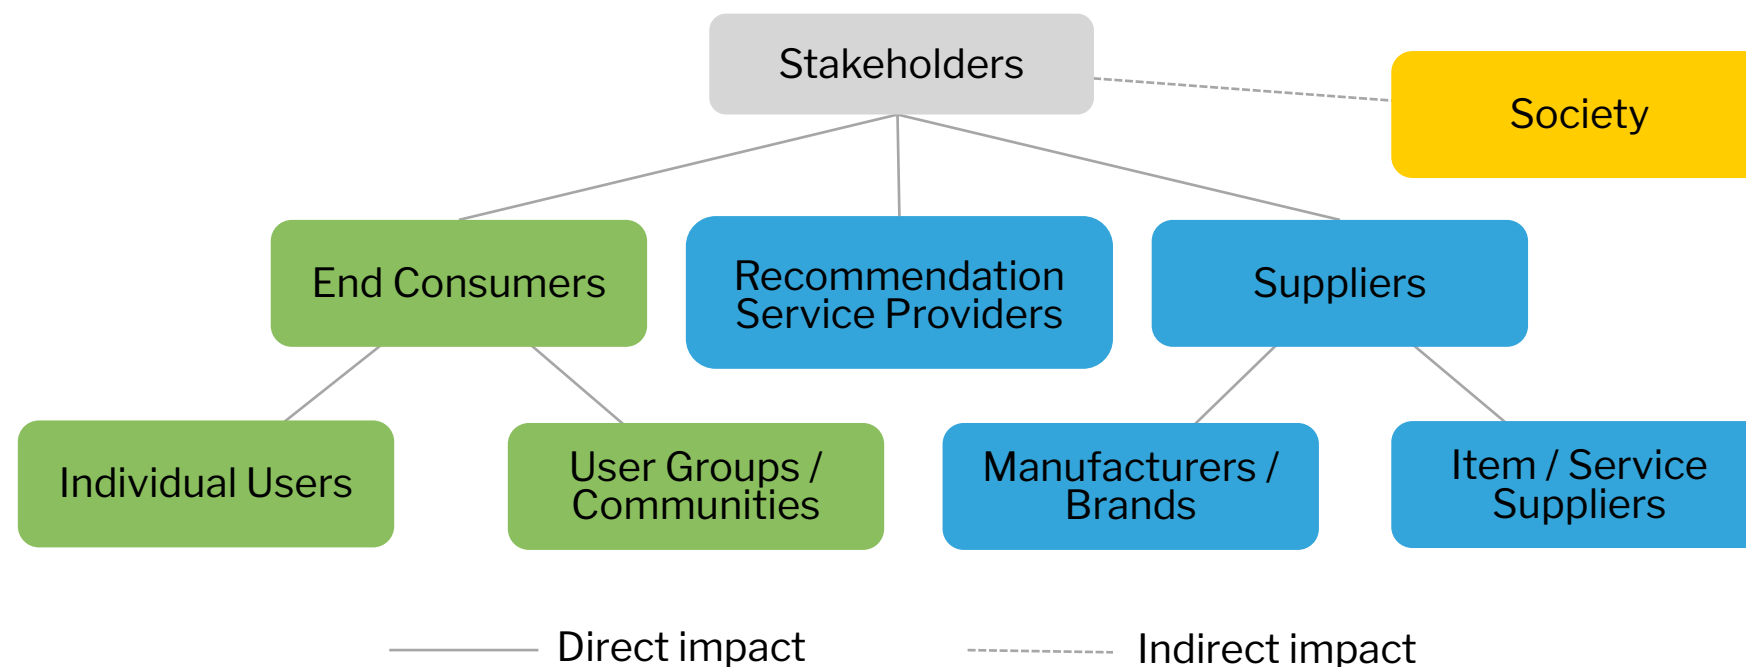 Stakeholders
Society
End Consumers
Recommendation
Service Providers
Suppliers
Individual Users
User Groups /
Communities
Manufacturers /
Brands
Item / Service
Suppliers
Direct impact
Indirect impact